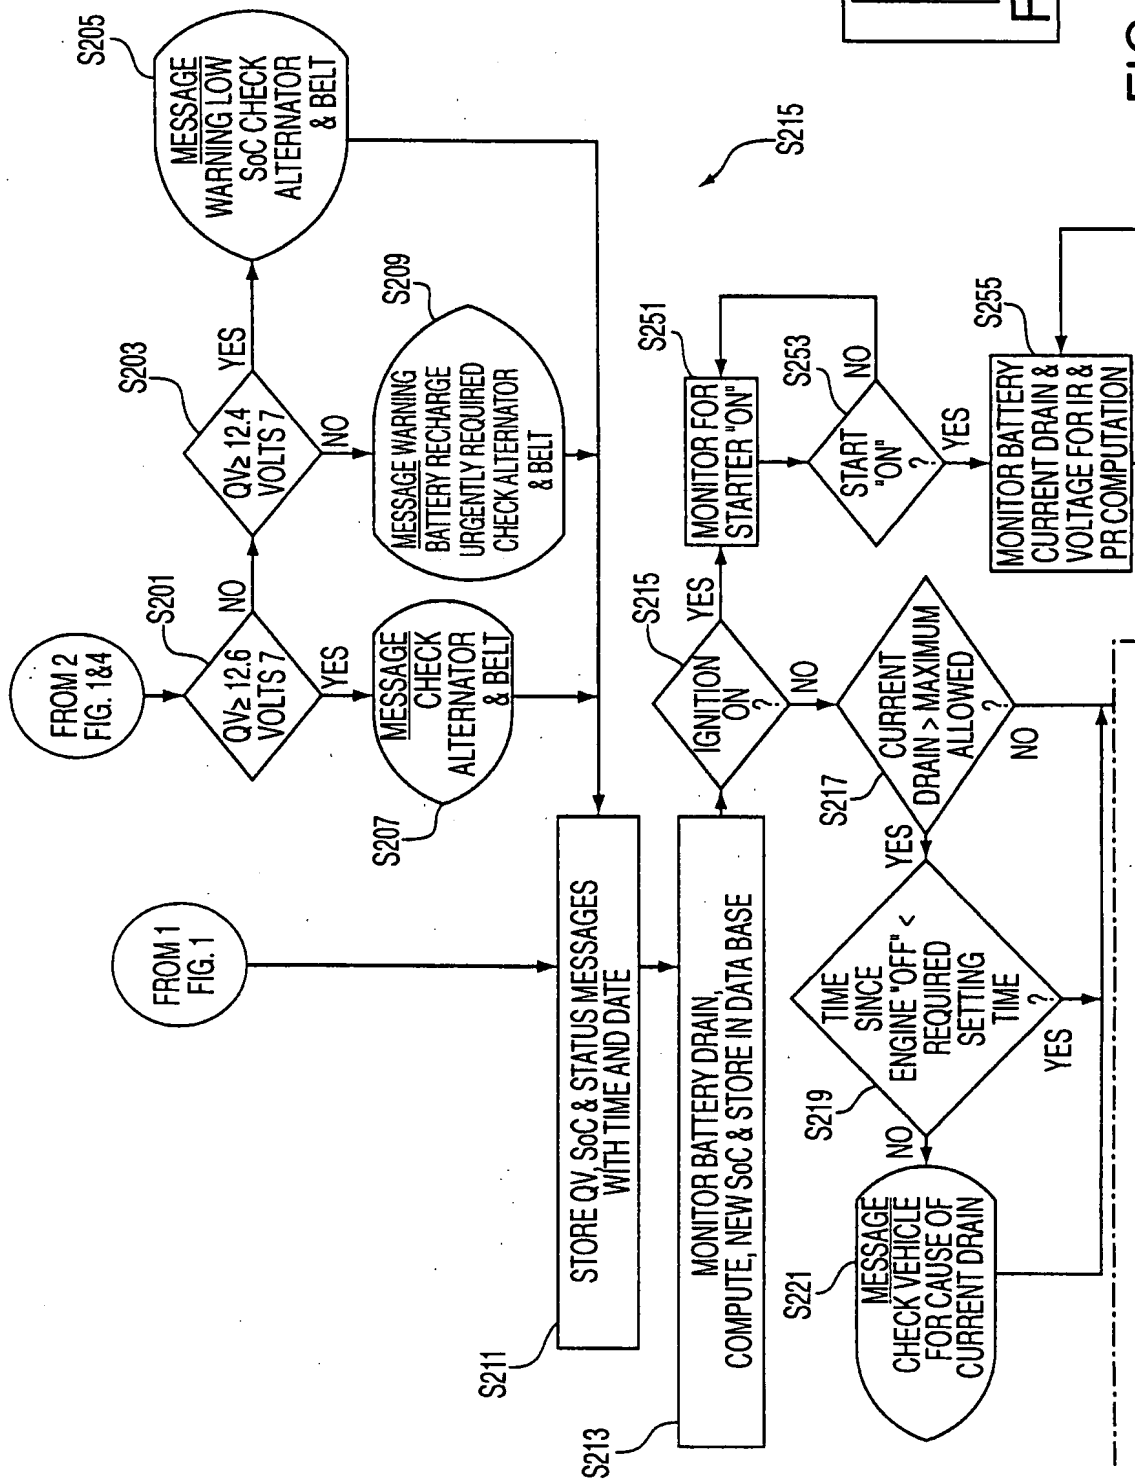 FROM 2
FIG. 1&4
S201
QV≥ 12.6
VOLTS 7
NO
YES
S203
QV≥ 12.4
VOLTS 7
YES
NO
S205
MESSAGE
WARNING LOW
SoC CHECK
ALTERNATOR
& BELT
S207
MESSAGE
CHECK
ALTERNATOR
& BELT
S209
MESSAGE WARNING
BATTERY RECHARGE
URGENTLY REQUIRED
CHECK ALTERNATOR
& BELT
FROM 1
FIG. 1
S211
STORE QV, SoC & STATUS MESSAGES
WITH TIME AND DATE
S213
MONITOR BATTERY DRAIN,
COMPUTE, NEW SoC & STORE IN DATA BASE
S215
S215
IGNITION
ON
?
YES
NO
S251
MONITOR FOR
STARTER "ON"
S253
START
"ON"
?
NO
YES
S255
MONITOR BATTERY
CURRENT DRAIN &
VOLTAGE FOR IR &
PR COMPUTATION
S217
CURRENT
DRAIN > MAXIMUM
ALLOWED
?
YES
NO
S219
TIME
SINCE
ENGINE "OFF" <
REQUIRED
SETTING
TIME
?
NO
YES
S221
MESSAGE
CHECK VEHICLE
FOR CAUSE OF
CURRENT DRAIN